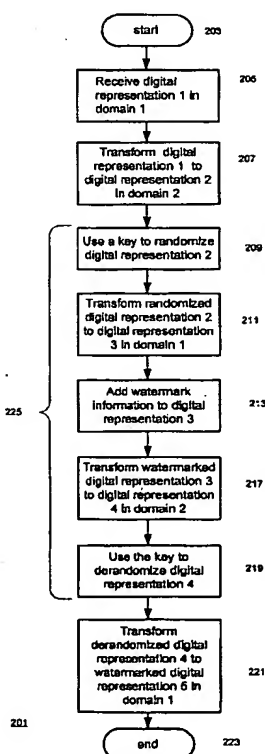 start
203
Receive digital
representation 1 in
domain 1
205
Transform digital
representation 1 to
digital representation 2
in domain 2
207
Use a key to randomize
digital representation 2
209
Transform randomized
digital representation 2
to digital representation
3 in domain 1
211
Add watermark
information to digital
representation 3
213
225
Transform watermarked
digital representation 3
to digital representation
4 in domain 2
217
Use the key to
derandomize digital
representation 4
219
Transform
derandomized digital
representation 4 to
watermarked digital
representation 5 in
domain 1
221
201
end
223